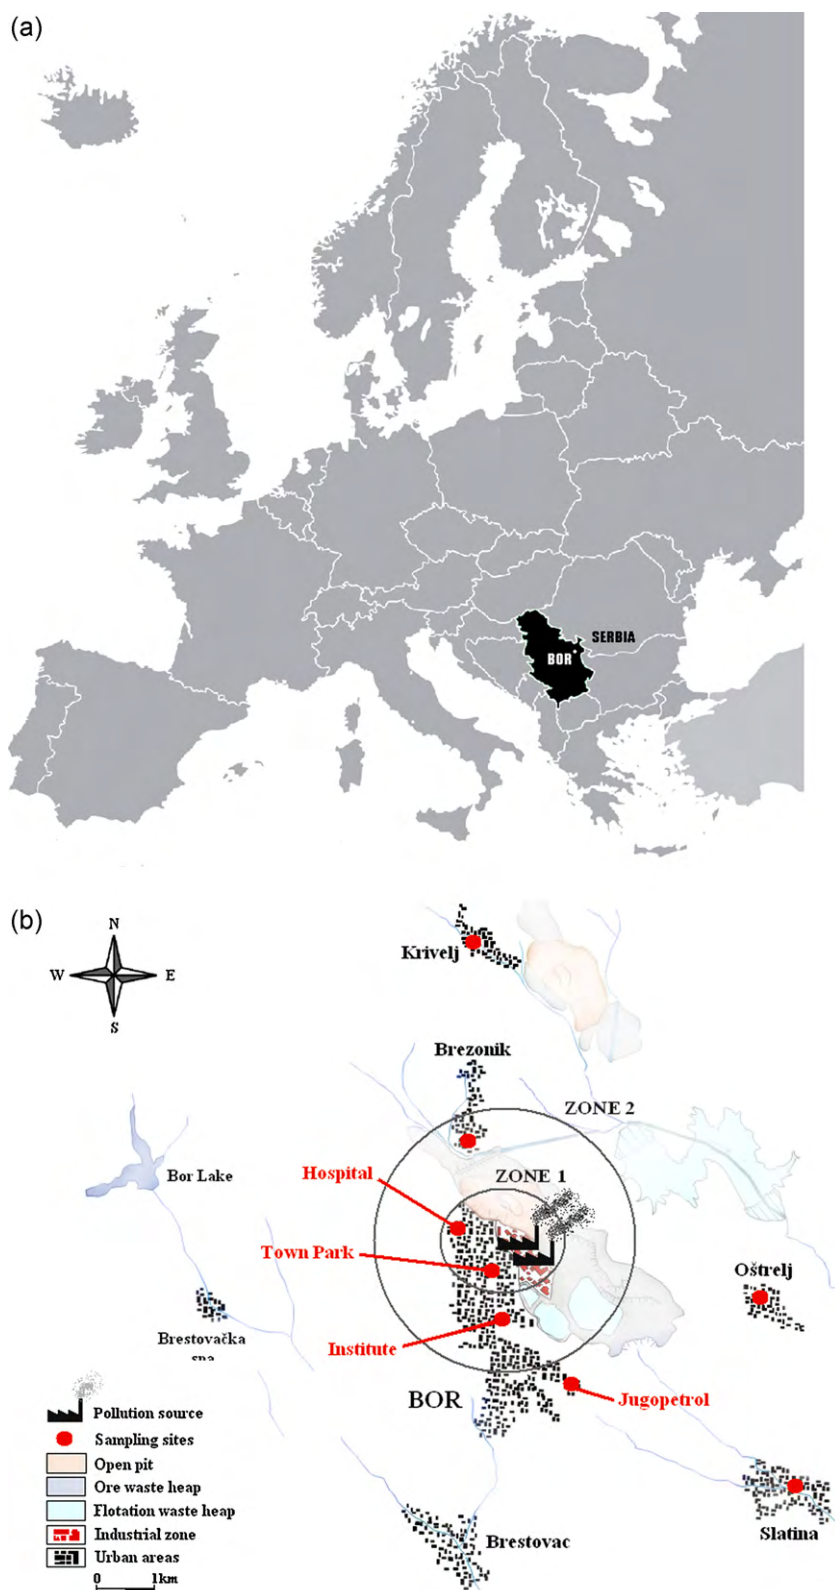 (a)
SERBIA
BOR
(b)
N
W
E
S
Krivelj
Brezonik
ZONE 2
Hospital
ZONE 1
Bor Lake
Town Park
Oštrelj
Institute
Brestovačka
spa
BOR
Jugopetrol
Pollution source
Sampling sites
Open pit
Ore waste heap
Flotation waste heap
Industrial zone
Urban areas
0 1km
Brestovac
Slatina